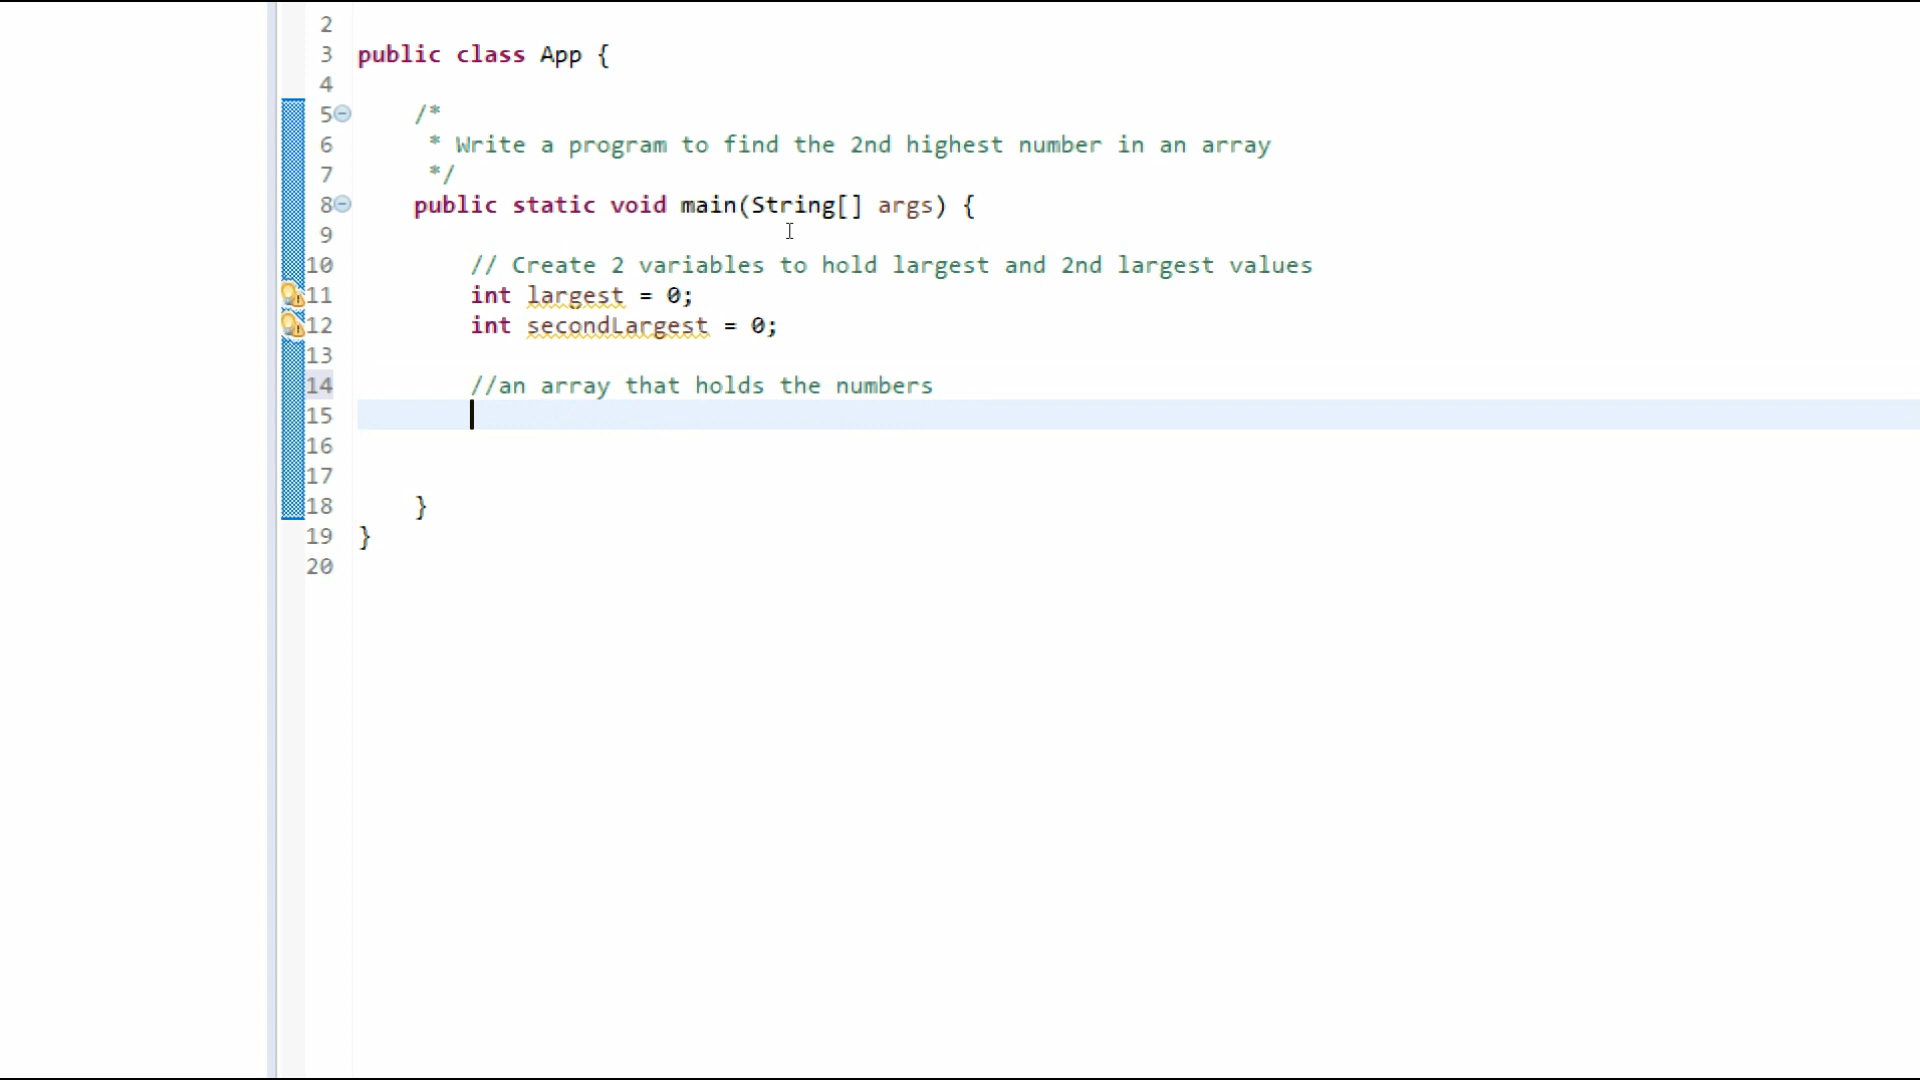 2
3 public class App {
4
5 /*
6 * Write a program to find the 2nd highest number in an array
7 */
8 public static void main(String[] args) {
9
10 // Create 2 variables to hold largest and 2nd largest values
11 int largest = 0;
12 int secondLargest = 0;
13
14 //an array that holds the numbers
15
16
17
18 }
19 }
20